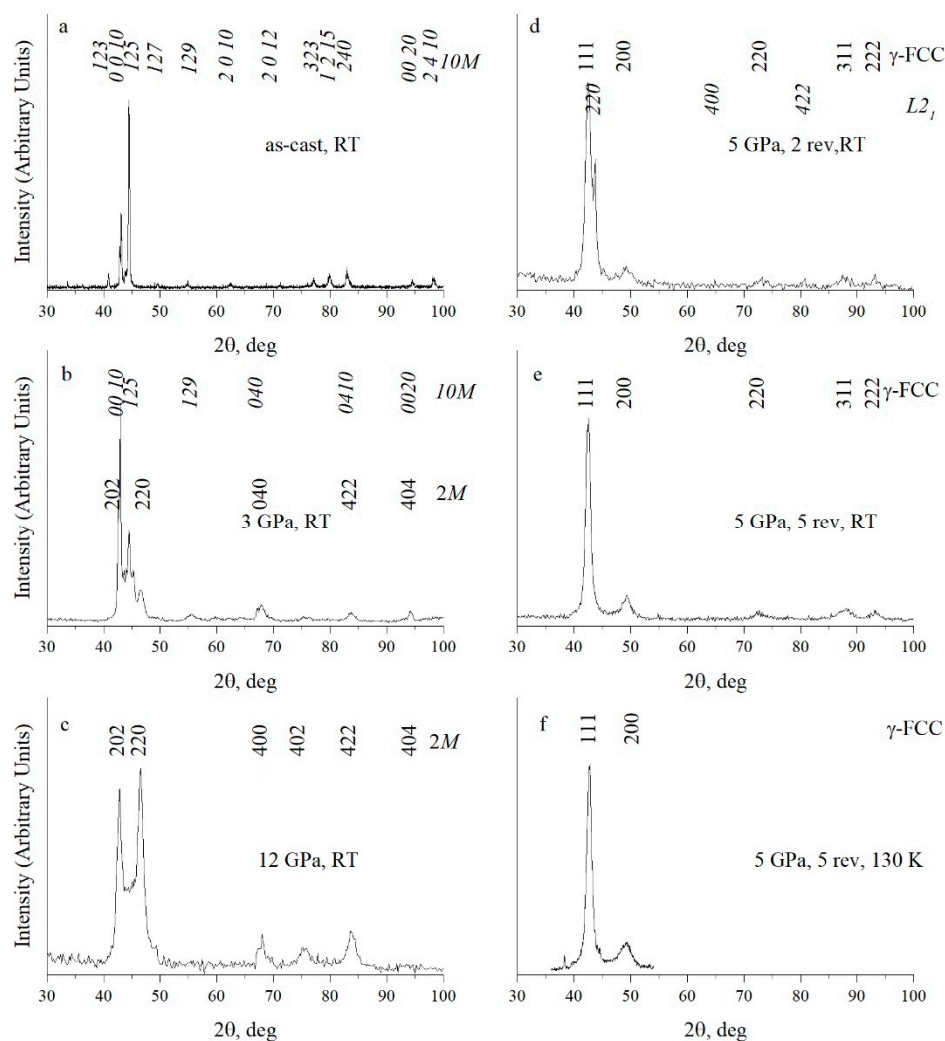 a
123
0 0 10
125
127
129
2 0 10
2 0 12
323
1 2 15
240
00 20
2 4 10
10M
as-cast, RT
Intensity (Arbitrary Units)
30 40 50 60 70 80 90 100
2θ, deg
b
00 10
125
129
040
0410
0020
10M
202
220
040
422
404
2M
3 GPa, RT
Intensity (Arbitrary Units)
30 40 50 60 70 80 90 100
2θ, deg
c
202
220
400
402
422
404
2M
12 GPa, RT
Intensity (Arbitrary Units)
30 40 50 60 70 80 90 100
2θ, deg
d
111
200
220
311
222
γ-FCC
220
400
422
L2₁
5 GPa, 2 rev,RT
30 40 50 60 70 80 90 100
2θ, deg
e
111
200
220
311
222
γ-FCC
5 GPa, 5 rev, RT
30 40 50 60 70 80 90 100
2θ, deg
f
111
200
γ-FCC
5 GPa, 5 rev, 130 K
30 40 50 60 70 80 90 100
2θ, deg